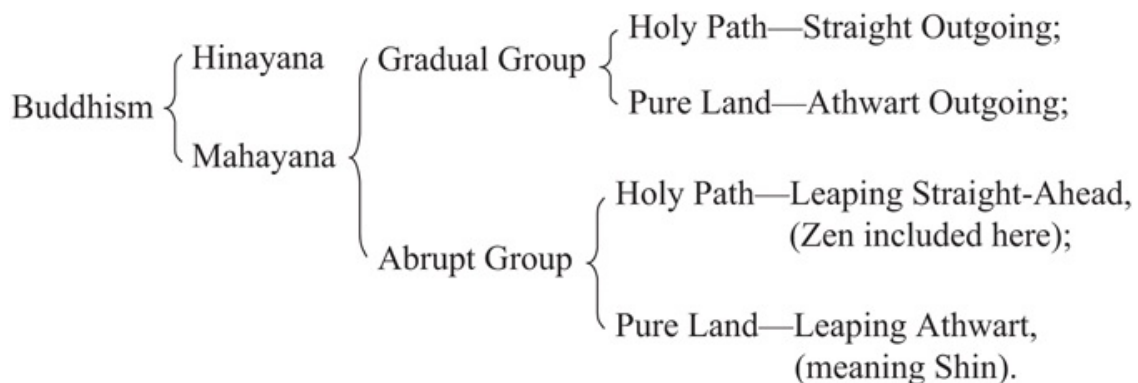 Buddhism
Hinayana
Mahayana
Gradual Group
Holy Path—Straight Outgoing;
Pure Land—Athwart Outgoing;
Abrupt Group
Holy Path—Leaping Straight-Ahead,
(Zen included here);
Pure Land—Leaping Athwart,
(meaning Shin).